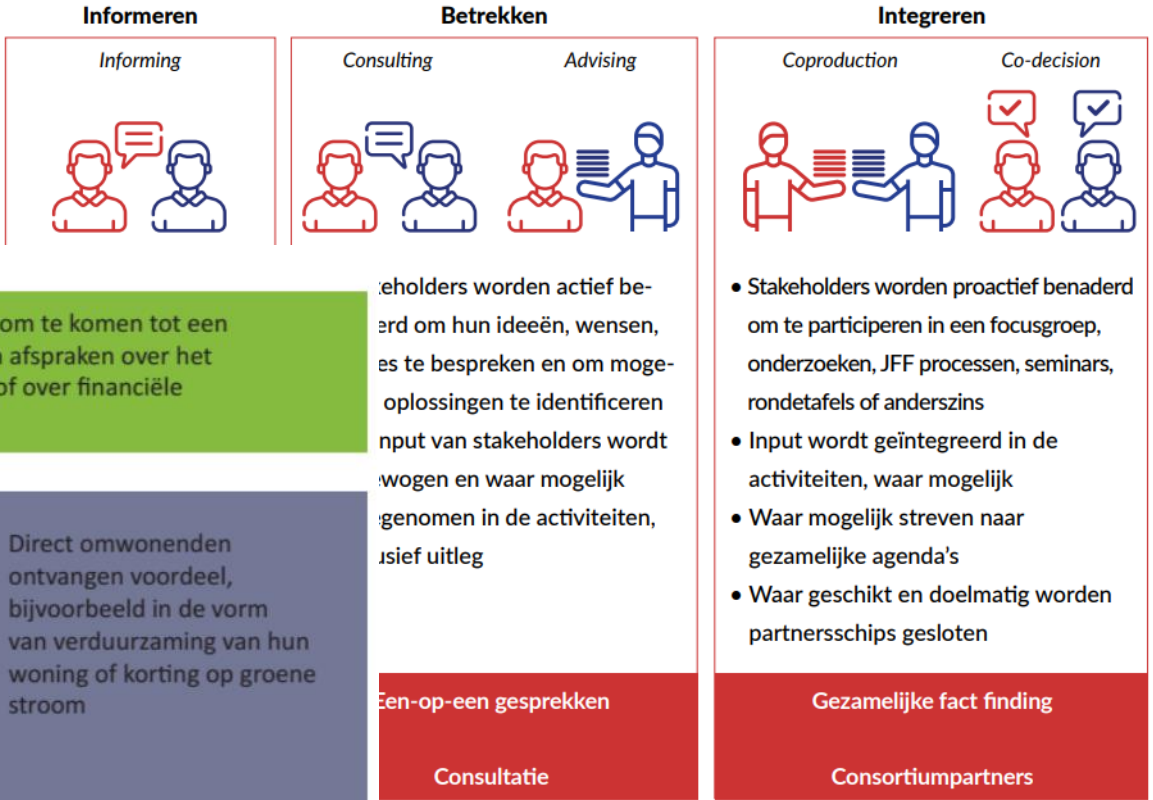 Informeren
Betrekken
Integreren
Informing
Consulting
Advising
Coproduction
Co-decision
om te komen tot een
afspraken over het
of over financiële
Direct omwonenden
ontvangen voordeel,
bijvoorbeeld in de vorm
van verduurzaming van hun
woning of korting op groene
stroom
eholders worden actief be-
erd om hun ideeën, wensen,
es te bespreken en om moge-
oplossingen te identificeren
nput van stakeholders wordt
wogen en waar mogelijk
genomen in de activiteiten,
usief uitleg
Een-op-een gesprekken
Consultatie
• Stakeholders worden proactief benaderd
om te participeren in een focusgroep,
onderzoeken, JFF processen, seminars,
rondetafels of anderszins
• Input wordt geïntegreerd in de
activiteiten, waar mogelijk
• Waar mogelijk streven naar
gezamelijke agenda's
• Waar geschikt en doelmatig worden
partnersschips gesloten
Gezamelijke fact finding
Consortiumpartners